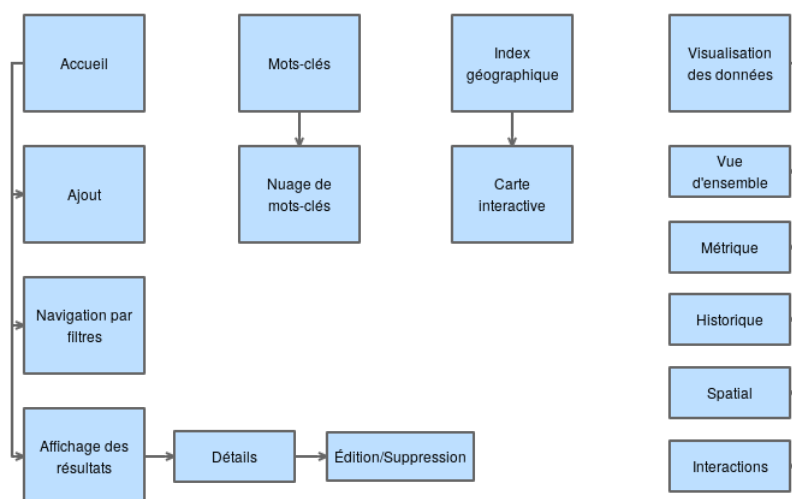 Accueil
Mots-clés
Index
géographique
Visualisation
des données
Ajout
Nuage de
mots-clés
Carte
interactive
Vue
d'ensemble
Métrique
Navigation par
filtres
Historique
Spatial
Affichage des
résultats
Détails
Édition/Suppression
Interactions